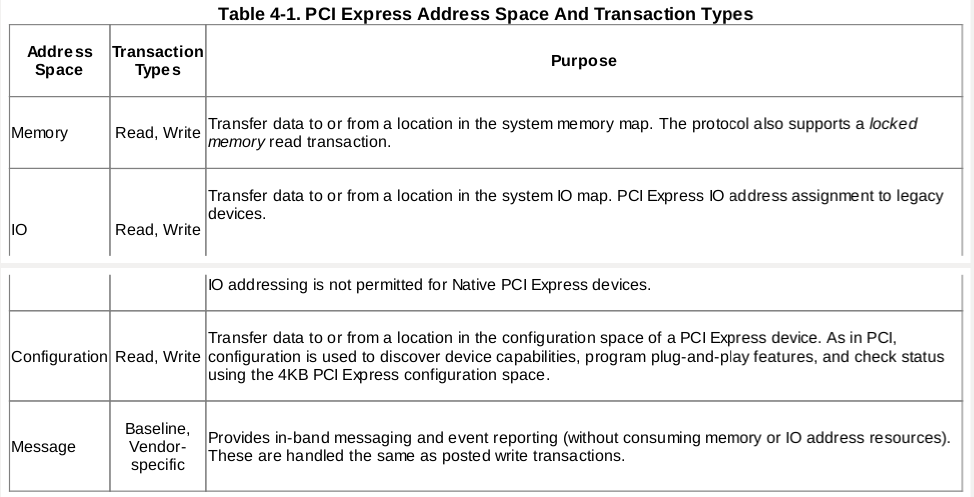 Table 4-1. PCI Express Address Space And Transaction Types
Address
Space
Transaction
Types
Purpose
Memory
Read, Write
Transfer data to or from a location in the system memory map. The protocol also supports a locked
memory read transaction.
IO
Read, Write
Transfer data to or from a location in the system IO map. PCI Express IO address assignment to legacy
devices.
IO addressing is not permitted for Native PCI Express devices.
Configuration
Read, Write
Transfer data to or from a location in the configuration space of a PCI Express device. As in PCI,
configuration is used to discover device capabilities, program plug-and-play features, and check status
using the 4KB PCI Express configuration space.
Message
Baseline,
Vendor-
specific
Provides in-band messaging and event reporting (without consuming memory or IO address resources).
These are handled the same as posted write transactions.